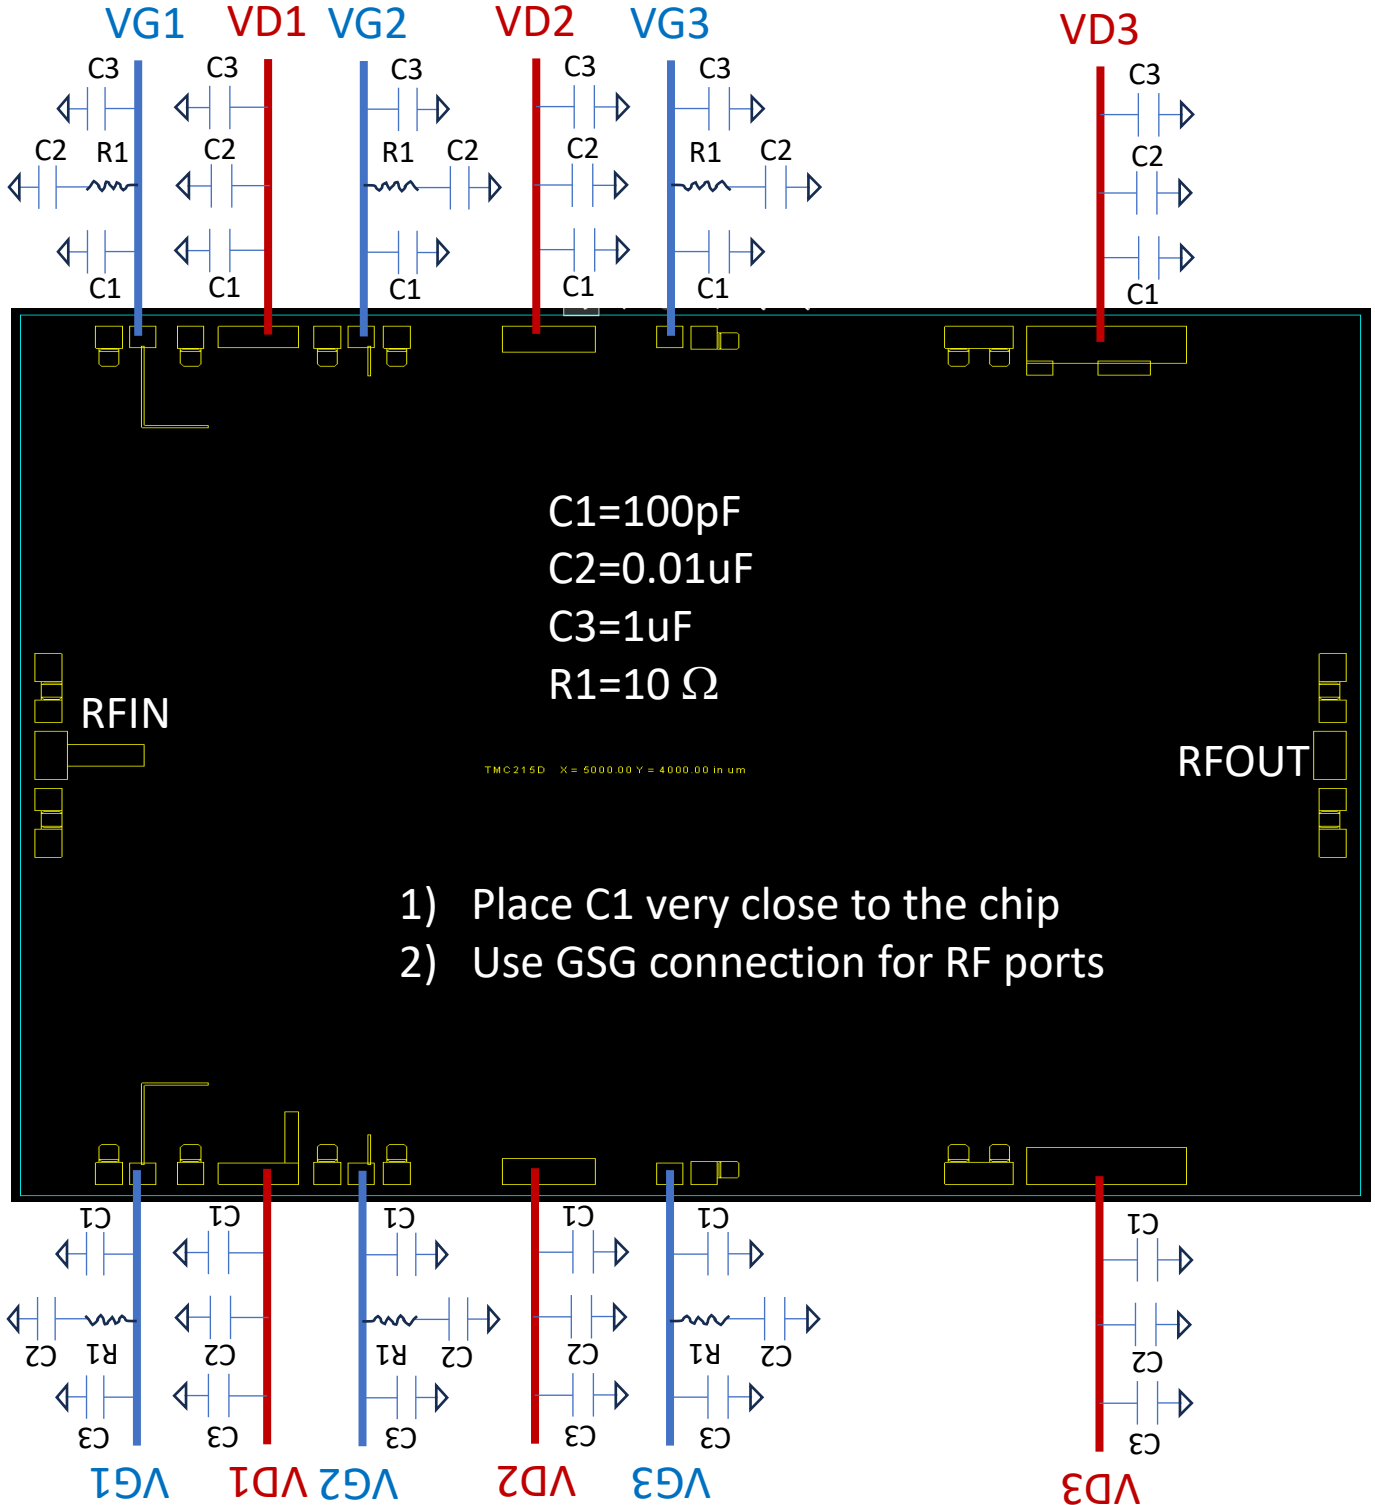 VG1 VD1 VG2 VD2 VG3 VD3
C3 C3 C3 C3 C3 C3
C2 R1 C2 R1 C2 C2 R1 C2 C2
C1 C1 C1 C1 C1 C1
C1=100pF
C2=0.01uF
C3=1uF
R1=10 Ω
RFIN
RFOUT
TMC215D X = 5000.00 Y = 4000.00 in um
1) Place C1 very close to the chip
2) Use GSG connection for RF ports
C1 C1 C1 C1 C1 C1
C2 R1 C2 R1 C2 C2 R1 C2 C2
C3 C3 C3 C3 C3 C3
VG1 VD1 VG2 VD2 VG3 VD3